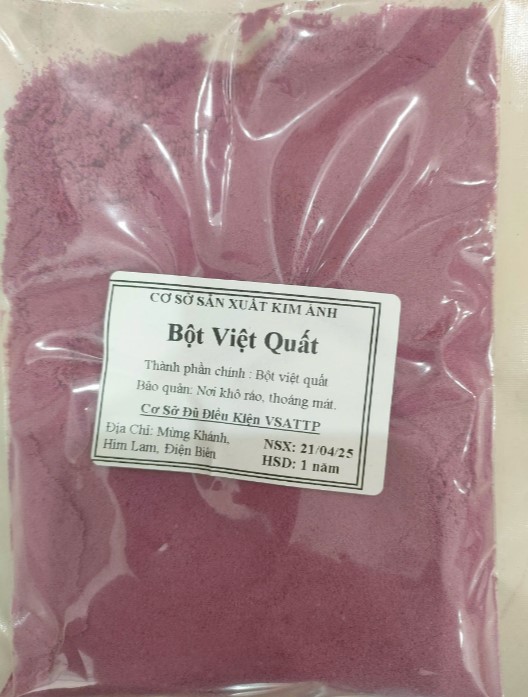 CƠ SỞ SẢN XUẤT KIM ÁNH
Bột Việt Quất
Thành phần chính : Bột việt quất
Bảo quản: Nơi khô ráo, thoáng mát.
Cơ Sở Đủ Điều Kiện VSATTP
Địa Chỉ: Mừng Khánh,
Him Lam, Điện Biên
NSX: 21/04/25
HSD: 1 năm